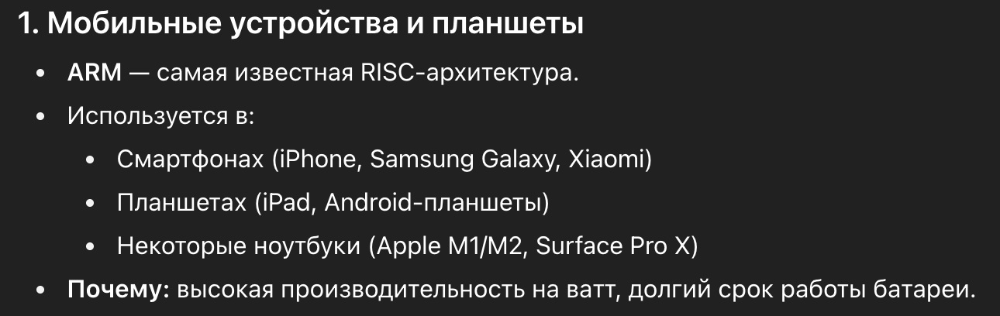 1. Мобильные устройства и планшеты
• ARM — самая известная RISC-архитектура.
• Используется в:
• Смартфонах (iPhone, Samsung Galaxy, Xiaomi)
• Планшетах (iPad, Android-планшеты)
• Некоторые ноутбуки (Apple M1/M2, Surface Pro X)
• Почему: высокая производительность на ватт, долгий срок работы батареи.